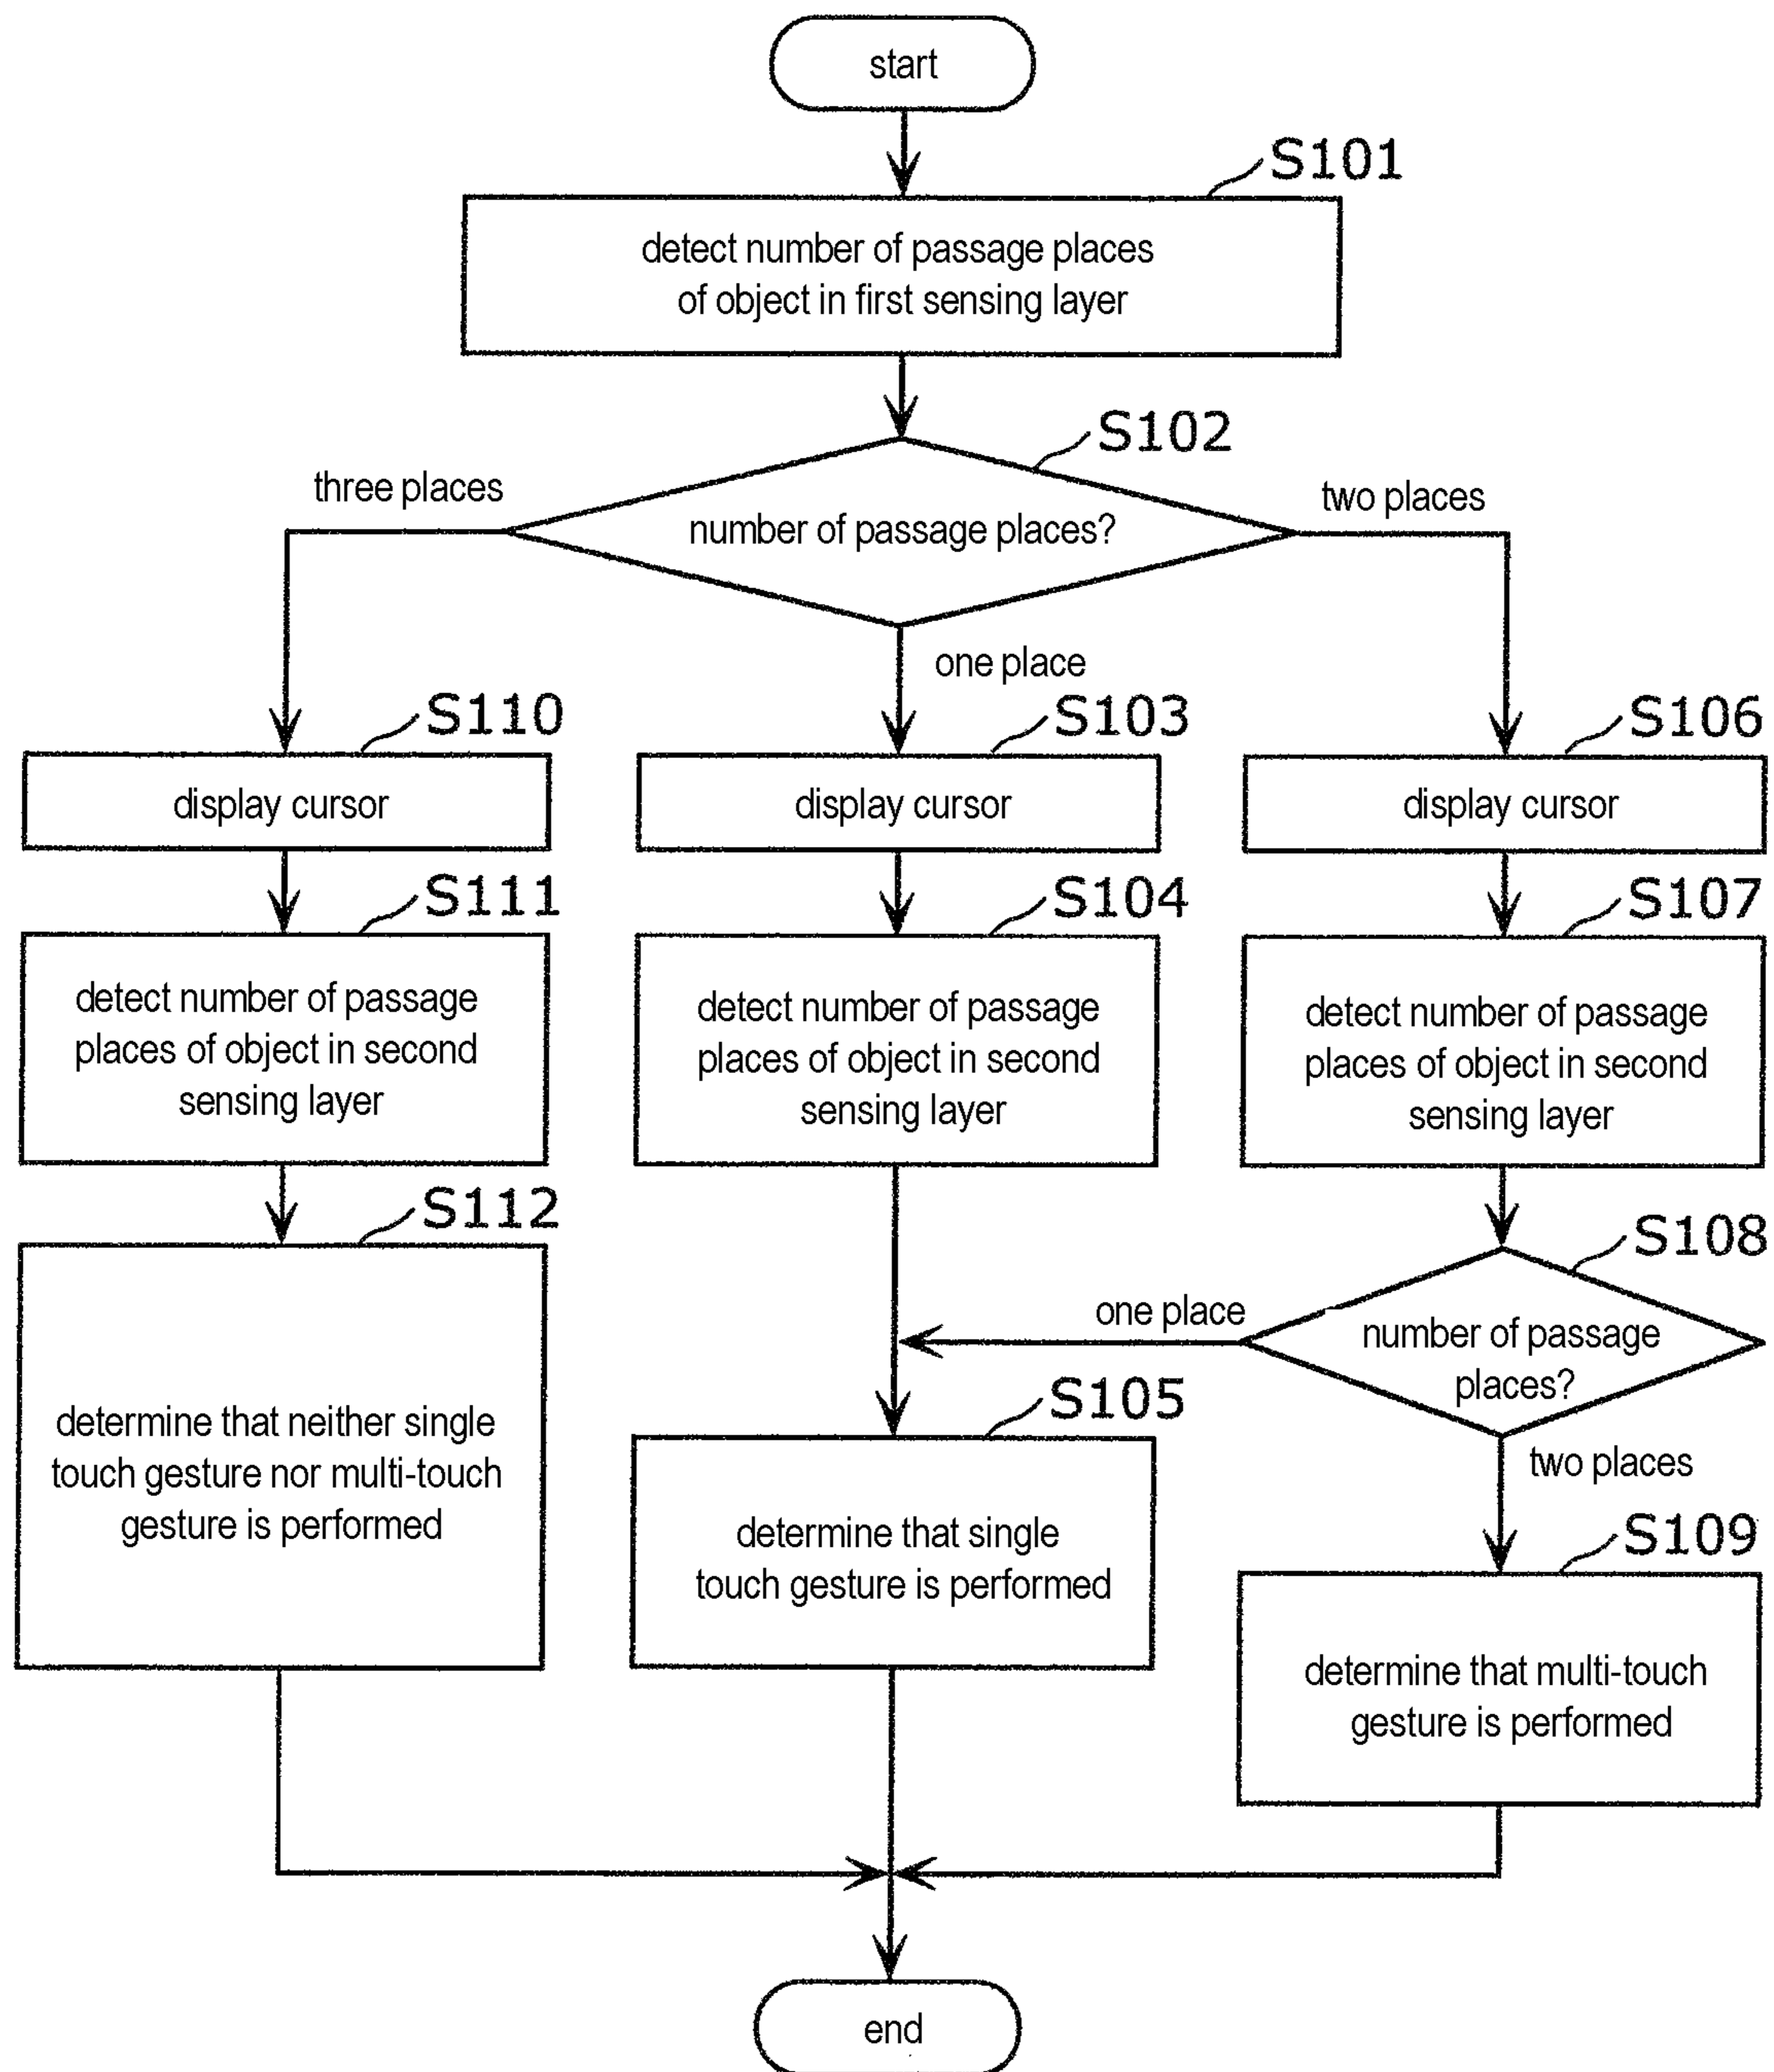 start
S101
detect number of passage places
of object in first sensing layer
S102
three places
number of passage places?
two places
one place
S110
S103
S106
display cursor
display cursor
display cursor
S111
S104
S107
detect number of passage
places of object in second
sensing layer
detect number of passage
places of object in second
sensing layer
detect number of passage
places of object in second
sensing layer
S112
S108
one place
number of passage
places?
S105
two places
determine that neither single
touch gesture nor multi-touch
gesture is performed
determine that single
touch gesture is performed
S109
determine that multi-touch
gesture is performed
end